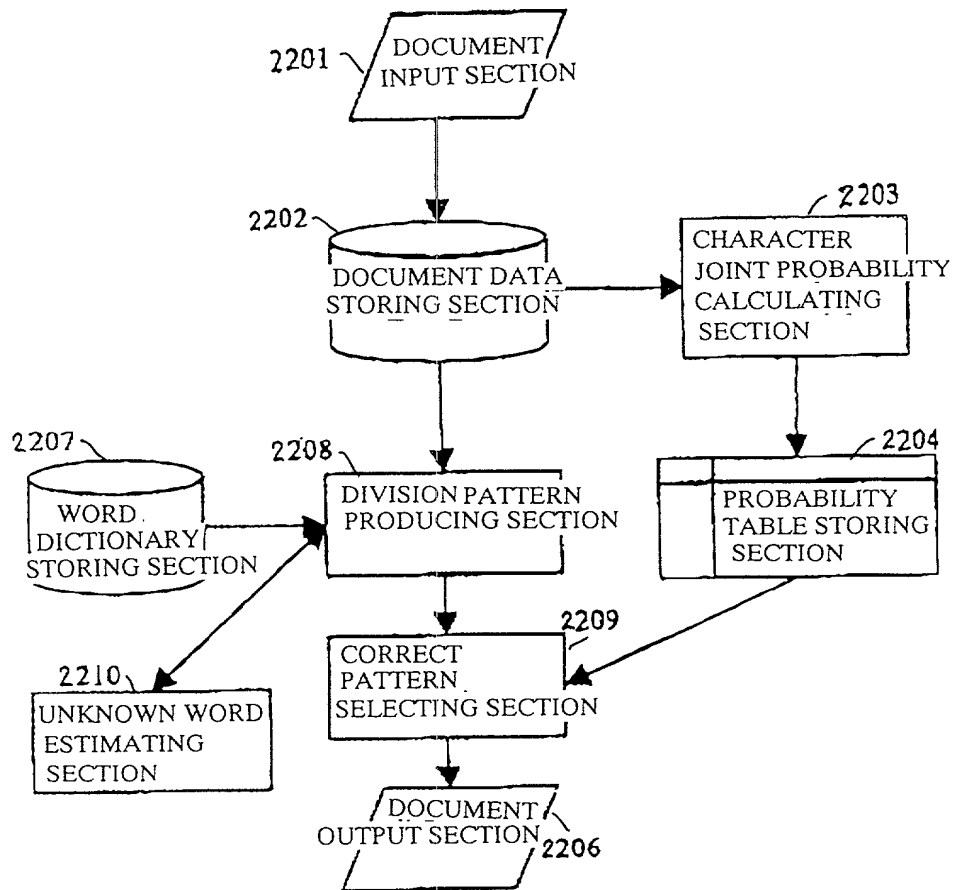 2201
DOCUMENT
INPUT SECTION
2202
DOCUMENT DATA
STORING SECTION
2203
CHARACTER
JOINT PROBABILITY
CALCULATING
SECTION
2207
WORD
DICTIONARY
STORING SECTION
2208
DIVISION PATTERN
PRODUCING SECTION
2204
PROBABILITY
TABLE STORING
SECTION
2210
UNKNOWN WORD
ESTIMATING
SECTION
2209
CORRECT
PATTERN
SELECTING SECTION
DOCUMENT
OUTPUT SECTION
2206